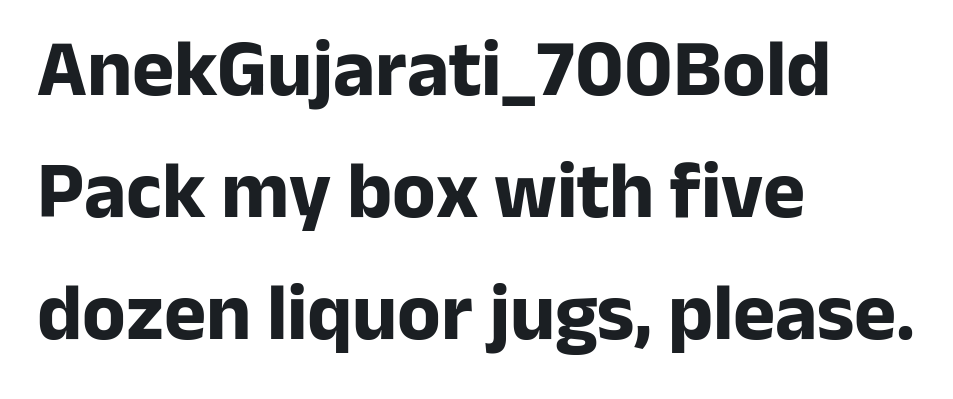 AnekGujarati_700Bold
Pack my box with five
dozen liquor jugs, please.